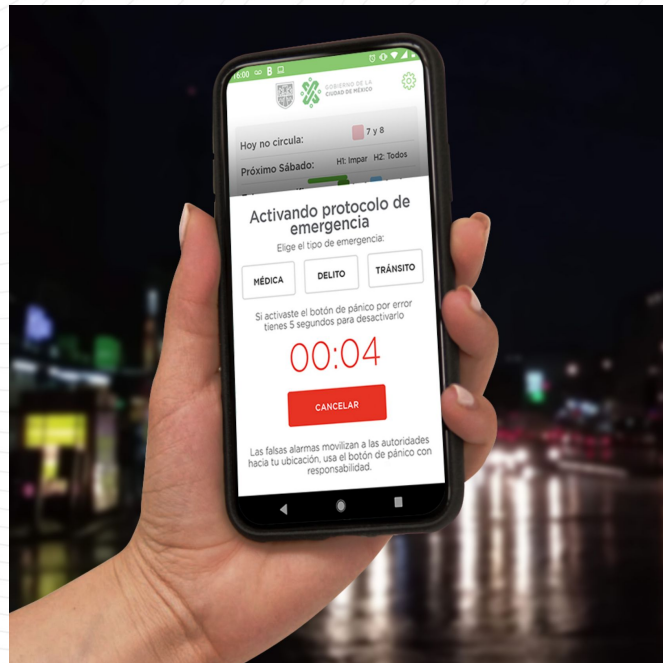 16:00
GOBIERNO DE LA
CIUDAD DE MÉXICO
Hoy no circula: 7 y 8
Próximo Sábado: H1: Impar H2: Todos
Activando protocolo de
emergencia
Elige el tipo de emergencia:
MÉDICA DELITO TRÁNSITO
Si activaste el botón de pánico por error
tienes 5 segundos para desactivarlo
00:04
CANCELAR
Las falsas alarmas movilizan a las autoridades
hacia tu ubicación, usa el botón de pánico con
responsabilidad.